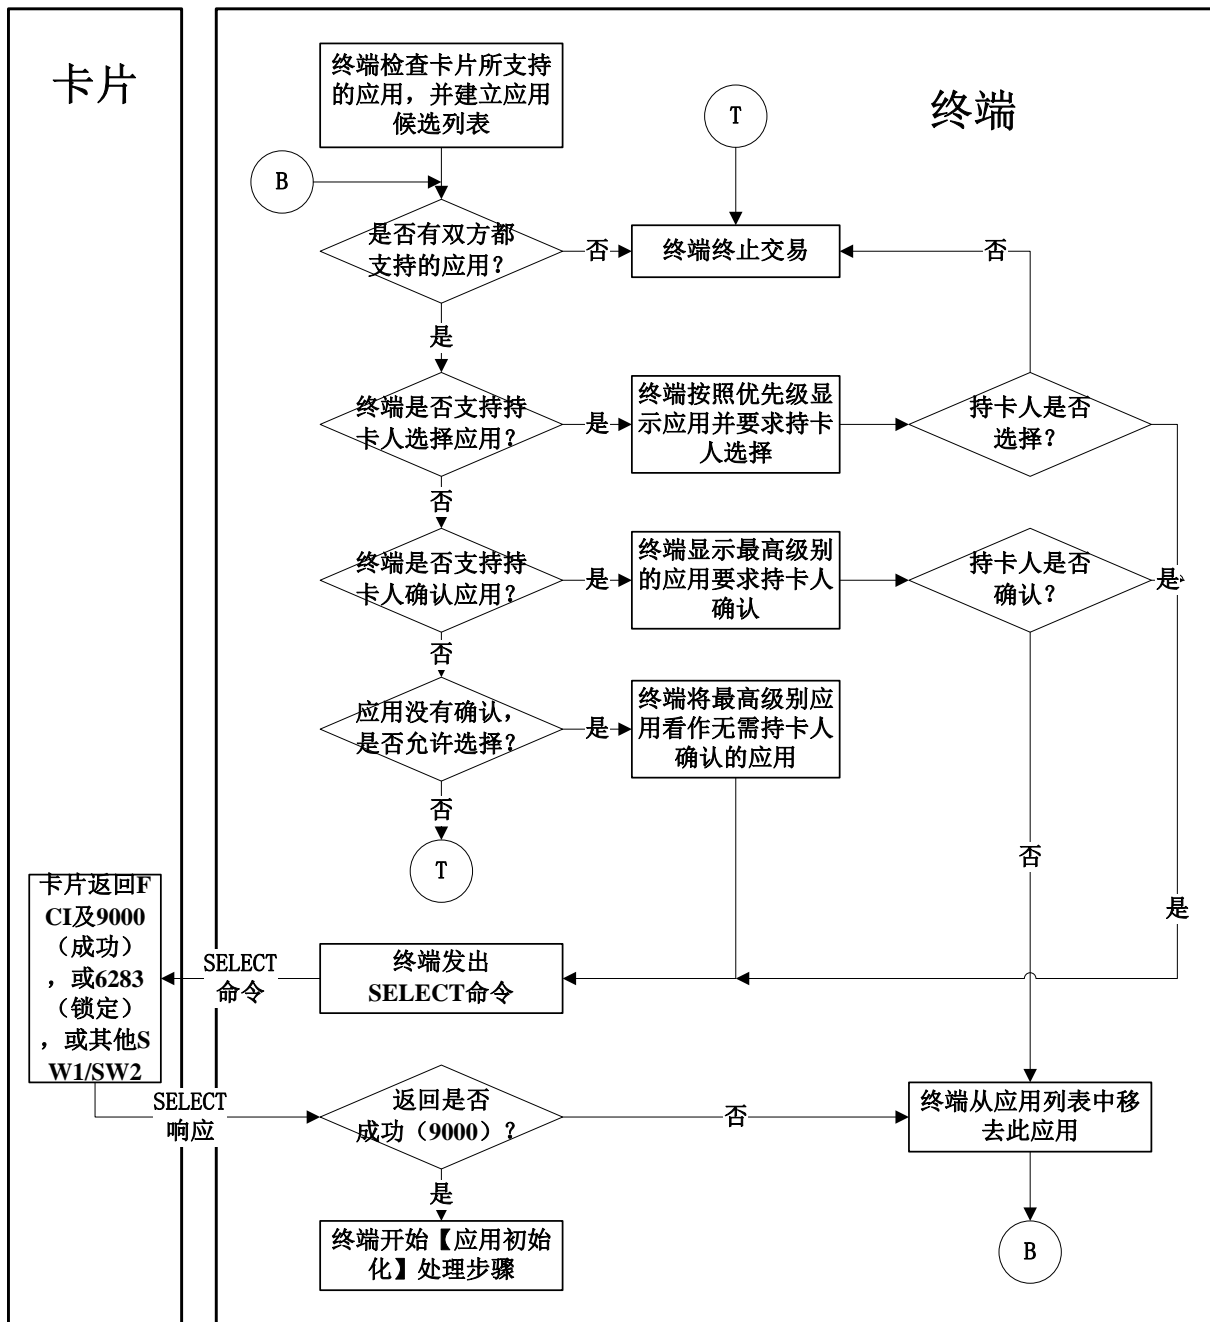 卡片
终端
终端检查卡片所支持
的应用，并建立应用
候选列表
T
B
是否有双方都
支持的应用？
否
终端终止交易
否
是
终端是否支持持
卡人选择应用？
是
终端按照优先级显
示应用并要求持卡
人选择
持卡人是否
选择？
否
终端是否支持持
卡人确认应用？
是
终端显示最高级别
的应用要求持卡人
确认
持卡人是否
确认？
是
否
应用没有确认，
是否允许选择？
是
终端将最高级别应
用看作无需持卡人
确认的应用
否
T
否
是
卡片返回F
CI及9000
（成功）
，或6283
（锁定）
，或其他S
W1/SW2
SELECT
命令
终端发出
SELECT命令
SELECT
响应
返回是否
成功（9000）？
否
终端从应用列表中移
去此应用
是
终端开始【应用初始
化】处理步骤
B